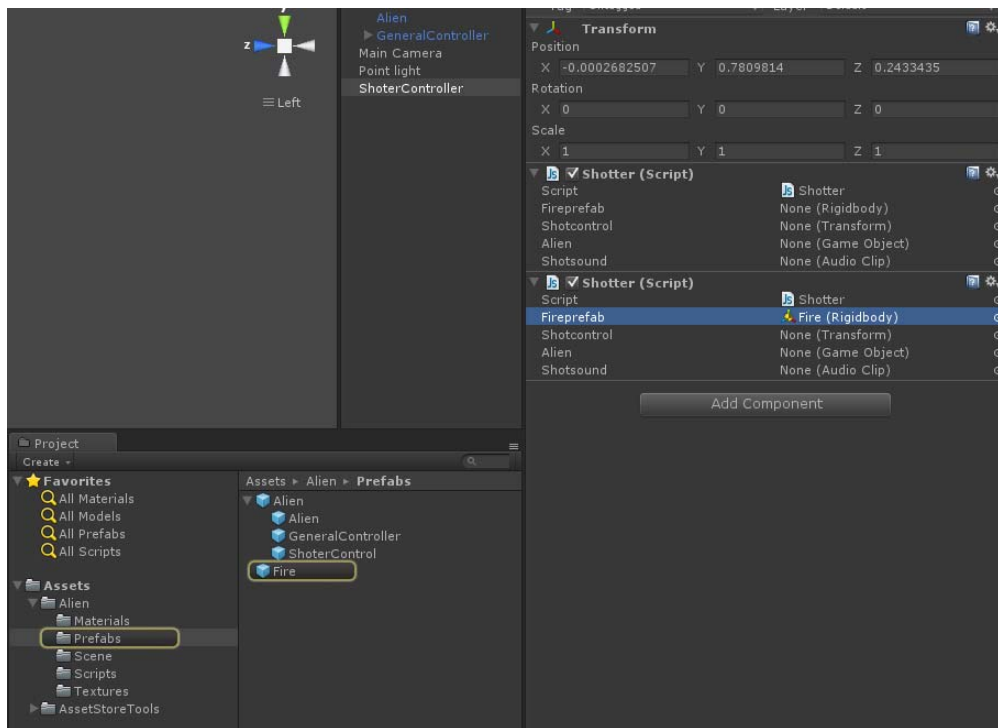 Alien
GeneralController
Main Camera
Point light
ShoterController
z
Left
Transform
Position
X -0.0002682507 Y 0.7809814 Z 0.2433435
Rotation
X 0 Y 0 Z 0
Scale
X 1 Y 1 Z 1
Shotter (Script)
Script Shotter
Fireprefab None (Rigidbody)
Shotcontrol None (Transform)
Alien None (Game Object)
Shotsound None (Audio Clip)
Shotter (Script)
Script Shotter
Fireprefab Fire (Rigidbody)
Shotcontrol None (Transform)
Alien None (Game Object)
Shotsound None (Audio Clip)
Add Component
Project
Create
Favorites
All Materials
All Models
All Prefabs
All Scripts
Assets
Alien
Materials
Prefabs
Scene
Scripts
Textures
AssetStoreTools
Assets Alien Prefabs
Alien
Alien
GeneralController
ShoterControl
Fire